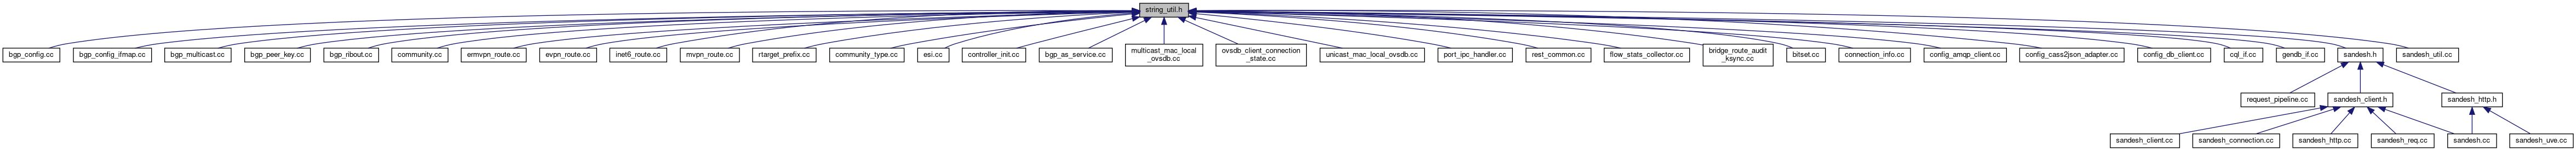 string_util.h
bgp_config.cc
bgp_config_ifmap.cc
bgp_multicast.cc
bgp_peer_key.cc
bgp_ribout.cc
community.cc
ermvpn_route.cc
evpn_route.cc
inet6_route.cc
mvpn_route.cc
rtarget_prefix.cc
community_type.cc
esi.cc
controller_init.cc
bgp_as_service.cc
multicast_mac_local
_ovsdb.cc
ovsdb_client_connection
_state.cc
unicast_mac_local_ovsdb.cc
port_ipc_handler.cc
rest_common.cc
flow_stats_collector.cc
bridge_route_audit
_ksync.cc
bitset.cc
connection_info.cc
config_amqp_client.cc
config_cass2json_adapter.cc
config_db_client.cc
cql_if.cc
gendb_if.cc
sandesh.h
sandesh_util.cc
request_pipeline.cc
sandesh_client.h
sandesh_http.h
sandesh_client.cc
sandesh_connection.cc
sandesh_http.cc
sandesh_req.cc
sandesh.cc
sandesh_uve.cc